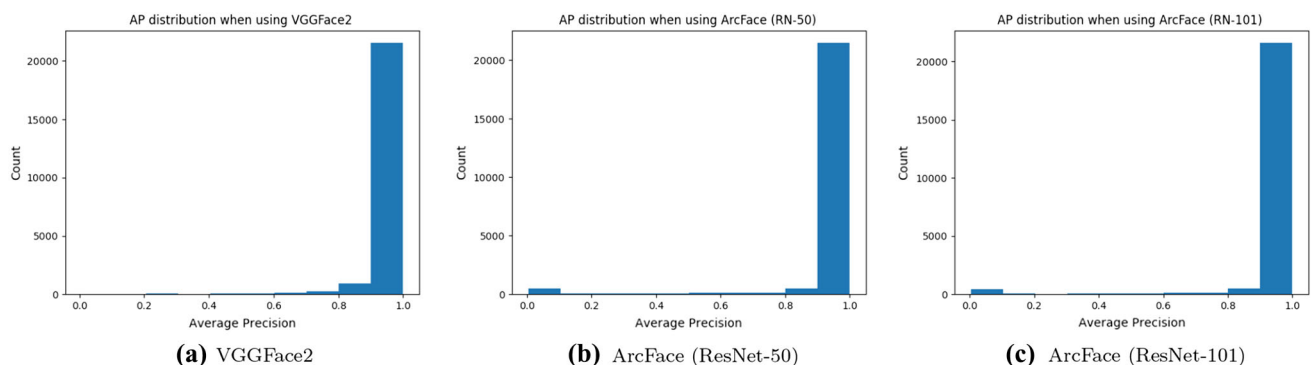 AP distribution when using VGGFace2
20000
15000
10000
5000
0
Count
0.0 0.2 0.4 0.6 0.8 1.0
Average Precision
(a) VGGFace2
AP distribution when using ArcFace (RN-50)
20000
15000
10000
5000
0
Count
0.0 0.2 0.4 0.6 0.8 1.0
Average Precision
(b) ArcFace (ResNet-50)
AP distribution when using ArcFace (RN-101)
20000
15000
10000
5000
0
Count
0.0 0.2 0.4 0.6 0.8 1.0
Average Precision
(c) ArcFace (ResNet-101)